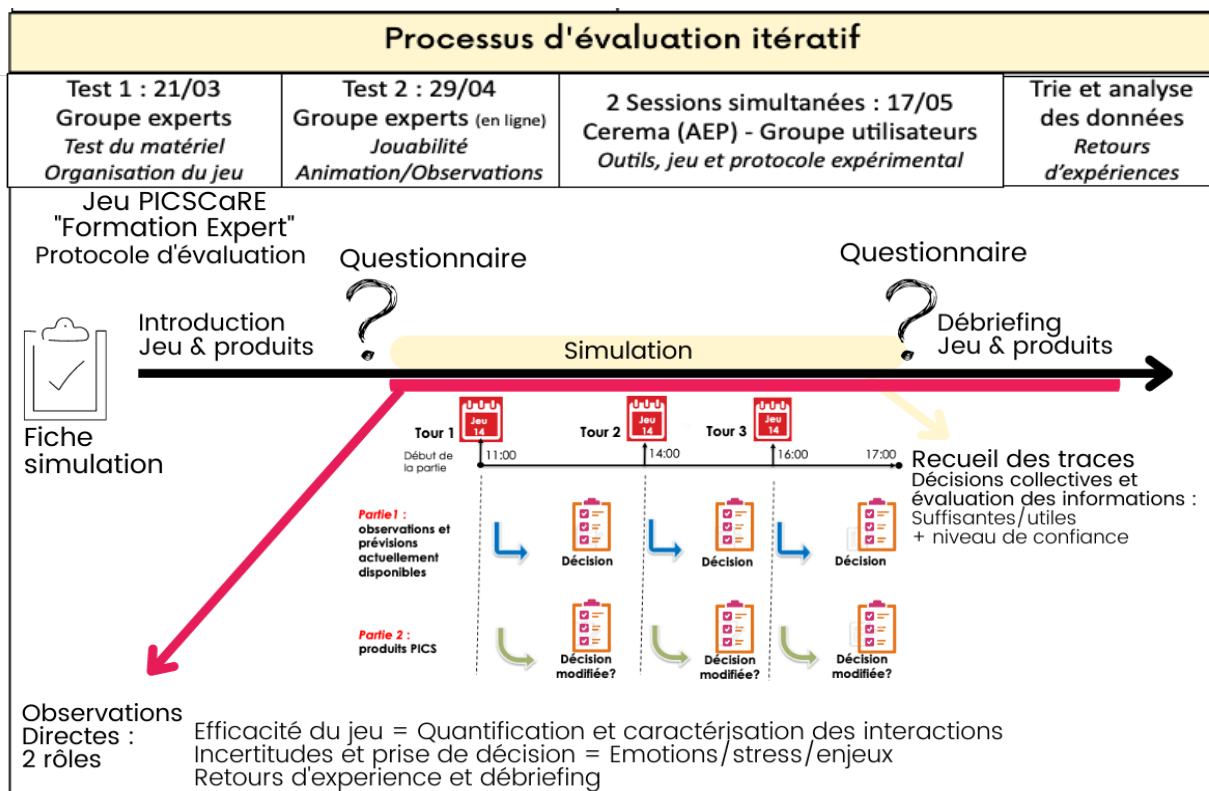 Processus d'évaluation itératif
Test 1 : 21/03
Groupe experts
Test du matériel
Organisation du jeu
Test 2 : 29/04
Groupe experts (en ligne)
Jouabilité
Animation/Observations
2 Sessions simultanées : 17/05
Cerema (AEP) - Groupe utilisateurs
Outils, jeu et protocole expérimental
Trie et analyse
des données
Retours
d'expériences
Jeu PICSCaRE
"Formation Expert"
Protocole d'évaluation
Questionnaire
?
Questionnaire
?
Introduction
Jeu & produits
Simulation
Débriefing
Jeu & produits
Fiche
simulation
Tour 1
Jeu
14
Tour 2
Jeu
14
Tour 3
Jeu
14
Début de
la partie
11:00
14:00
16:00
17:00
Partie1 :
observations et
prévisions
actuellement
disponibles
Décision
Décision
Décision
Partie 2 :
produits PICS
Décision
modifiée?
Décision
modifiée?
Décision
modifiée?
Recueil des traces
Décisions collectives et
évaluation des informations :
Suffisantes/utiles
+ niveau de confiance
Observations
Directes :
2 rôles
Efficacité du jeu = Quantification et caractérisation des interactions
Incertitudes et prise de décision = Emotions/stress/enjeux
Retours d'experience et débriefing